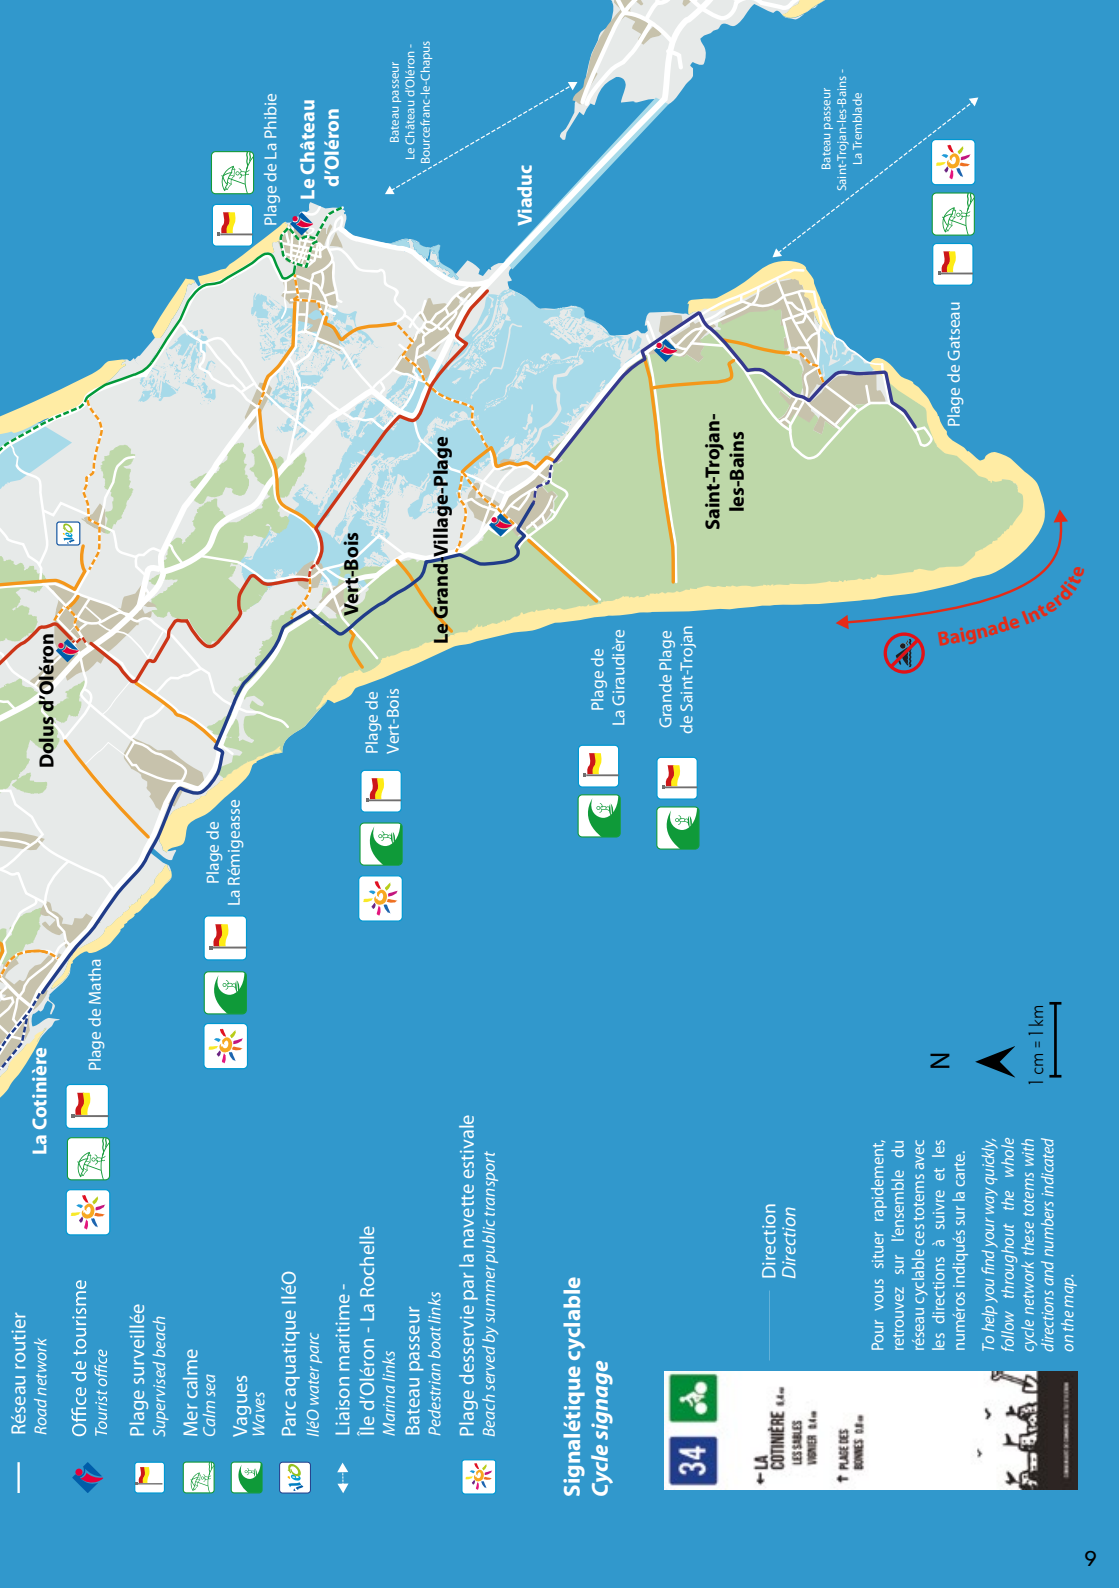 Réseau routier
Road network
Office de tourisme
Tourist office
Plage surveillée
Supervised beach
Mer calme
Calm sea
Vagues
Waves
Parc aquatique IléO
IléO water parc
Liaison maritime -
Île d'Oléron - La Rochelle
Marina links
Bateau passeur
Pedestrian boat links
Plage desservie par la navette estivale
Beach served by summer public transport
Signalétique cyclable
Cycle signage
34
LA
COTINIÈRE
LES SABLES
VIGNIER
PLAGE DES
BONNES
Direction
Direction
Pour vous situer rapidement,
retrouvez sur l'ensemble du
réseau cyclable ces totems avec
les directions à suivre et les
numéros indiqués sur la carte.
To help you find your way quickly,
follow throughout the whole
cycle network these totems with
directions and numbers indicated
on the map.
N
1 cm = 1 km
La Cotinière
Plage de Matha
Plage de
La Rémigeasse
Plage de
Vert-Bois
Plage de
La Giraudière
Grande Plage
de Saint-Trojan
Baignade Interdite
Dolus d'Oléron
iléO
Vert-Bois
Le Grand-Village-Plage
Saint-Trojan-
les-Bains
Plage de Gatseau
Plage de La Phibie
Le Château
d'Oléron
Viaduc
Bateau passeur
Le Château d'Oléron -
Bourcefranc-le-Chapus
Bateau passeur
Saint-Trojan-les-Bains -
La Tremblade
iléO
9